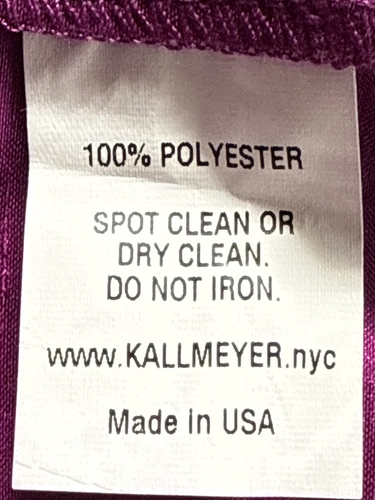 100% POLYESTER
SPOT CLEAN OR
DRY CLEAN.
DO NOT IRON.
www.KALLMEYER.nyc
Made in USA